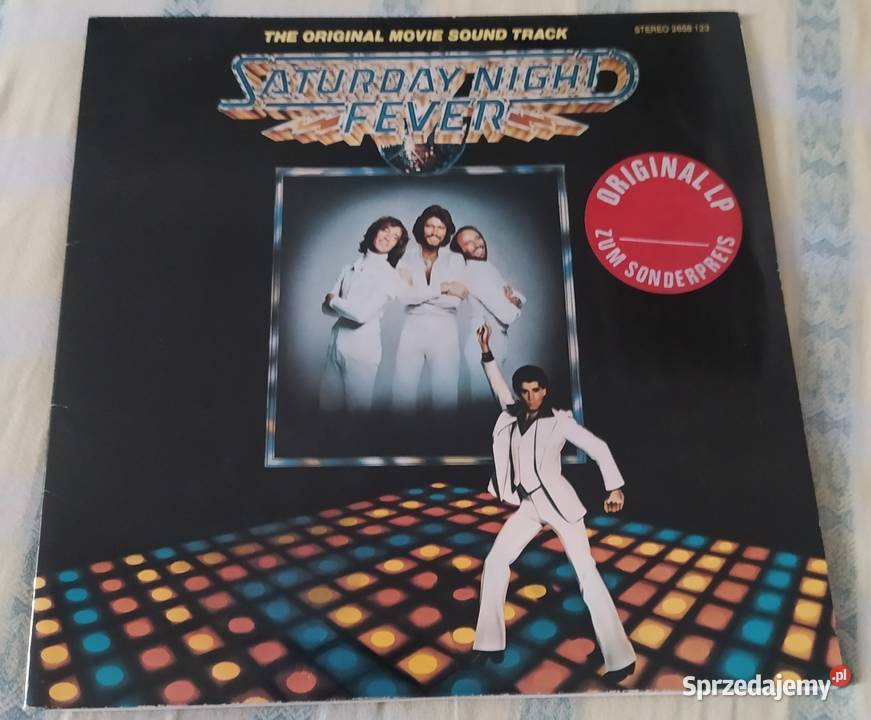 THE ORIGINAL MOVIE SOUND TRACK
STEREO 2658 123
SATURDAY NIGHT
FEVER
ORIGINAL LP
ZUM SONDERPREIS
Sprzedajemy.pl